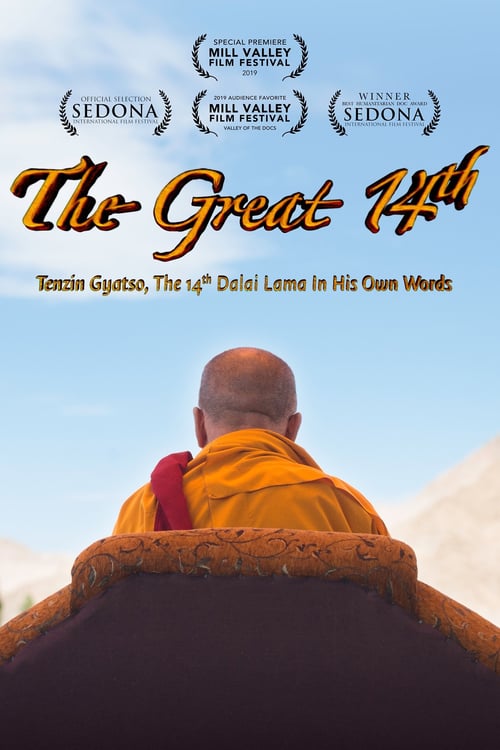 SPECIAL PREMIERE
MILL VALLEY
FILM FESTIVAL
2019
OFFICIAL SELECTION
SEDONA
INTERNATIONAL FILM FESTIVAL
2019 AUDIENCE FAVORITE
MILL VALLEY
FILM FESTIVAL
VALLEY OF THE DOCS
WINNER
BEST HUMANITARIAN DOC AWARD
SEDONA
INTERNATIONAL FILM FESTIVAL
The Great 14th
Tenzin Gyatso, The 14th Dalai Lama In His Own Words